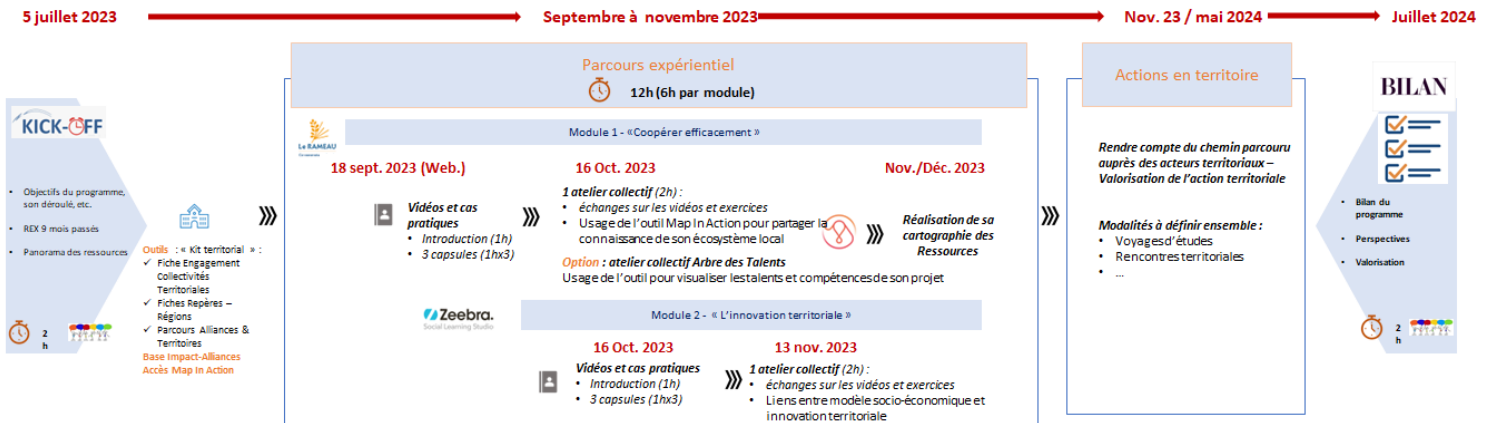 5 juillet 2023
Septembre à novembre 2023
Nov. 23 / mai 2024
Juillet 2024
KICK-OFF
• Objectifs du programme,
son déroulé, etc.
• REX 9 mois passés
• Panorama des ressources
2
h
Outils : « Kit territorial » :
✓ Fiche Engagement
Collectivités
Territoriales
✓ Fiches Repères –
Régions
✓ Parcours Alliances &
Territoires
Base Impact-Alliances
Accès Map In Action
Parcours expérientiel
12h (6h par module)
Le RAMEAU
Module 1 - «Coopérer efficacement »
18 sept. 2023 (Web.)
Vidéos et cas
pratiques
• Introduction (1h)
• 3 capsules (1hx3)
16 Oct. 2023
1 atelier collectif (2h) :
• échanges sur les vidéos et exercices
• Usage de l'outil Map In Action pour partager la
connaissance de son écosystème local
Option : atelier collectif Arbre des Talents
Usage de l'outil pour visualiser les talents et compétences de son projet
Nov./Déc. 2023
Réalisation de sa
cartographie des
Ressources
Zeebra.
Social Learning Studio
Module 2 - « L'innovation territoriale »
16 Oct. 2023
Vidéos et cas pratiques
• Introduction (1h)
• 3 capsules (1hx3)
13 nov. 2023
1 atelier collectif (2h) :
• échanges sur les vidéos et exercices
• Liens entre modèle socio-économique et
innovation territoriale
Actions en territoire
Rendre compte du chemin parcouru
auprès des acteurs territoriaux –
Valorisation de l'action territoriale
Modalités à définir ensemble :
• Voyages d'études
• Rencontres territoriales
• ...
BILAN
• Bilan du
programme
• Perspectives
• Valorisation
2
h